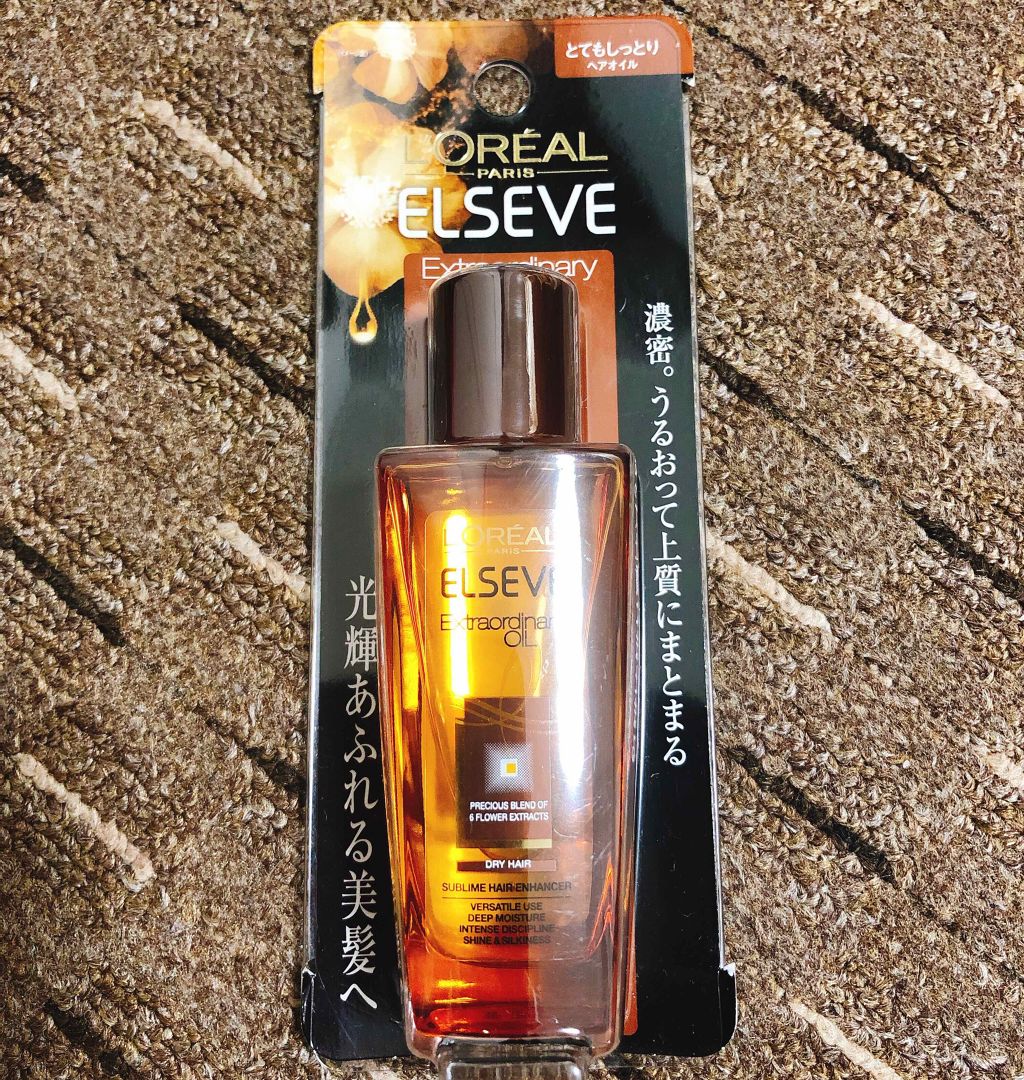 とてもしっとり
ヘアオイル
L'ORÉAL
PARIS
ELSEVE
Extraordinary
濃密。うるおって上質にまとまる
光輝あふれる美髪へ
L'ORÉAL
PARIS
ELSEVE
Extraordinary
OIL
PRECIOUS BLEND OF
6 FLOWER EXTRACTS
DRY HAIR
SUBLIME HAIR ENHANCER
VERSATILE USE
DEEP MOISTURE
INTENSE DISCIPLINE
SHINE & SILKINESS